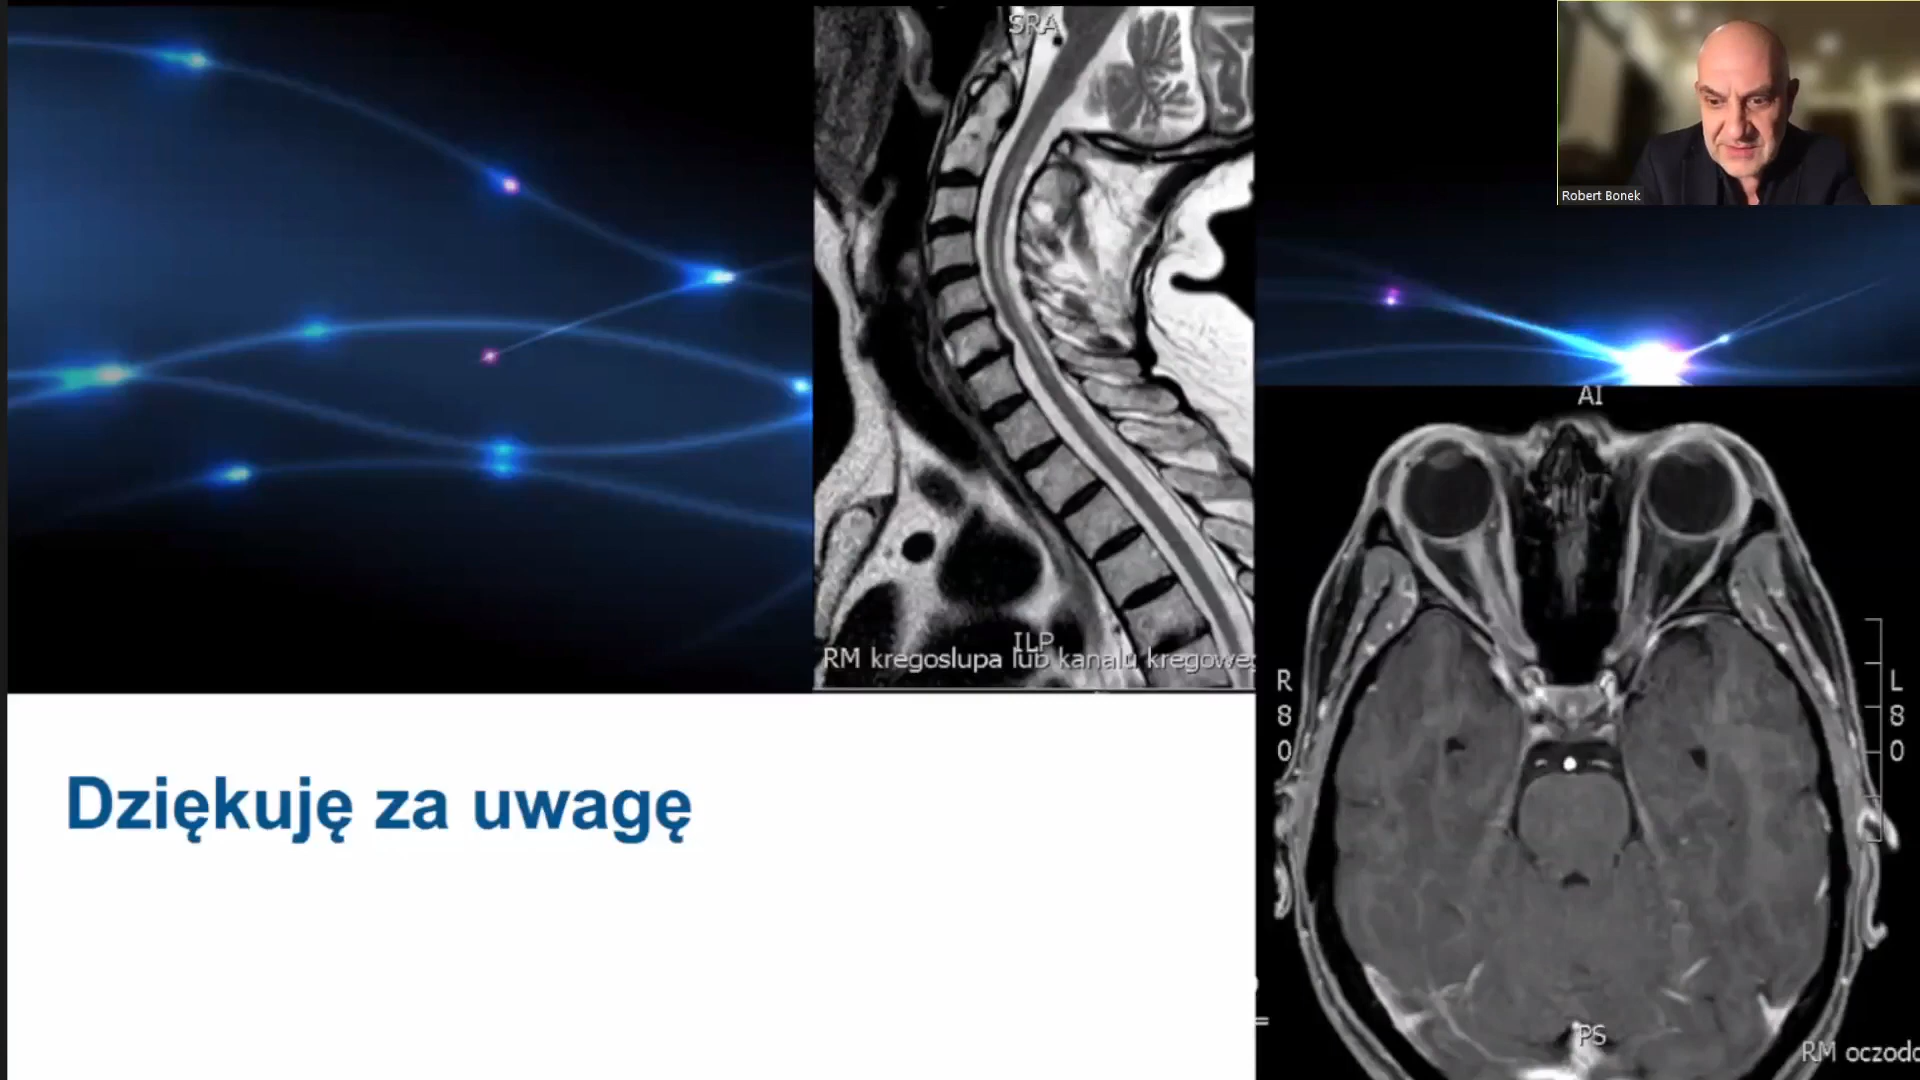 SRA
Robert Bonek
AI
ILP
RM kregoslupa lub kanalu kregowe
R
8
0
L
8
0
Dziękuję za uwagę
PS
RM oczodo